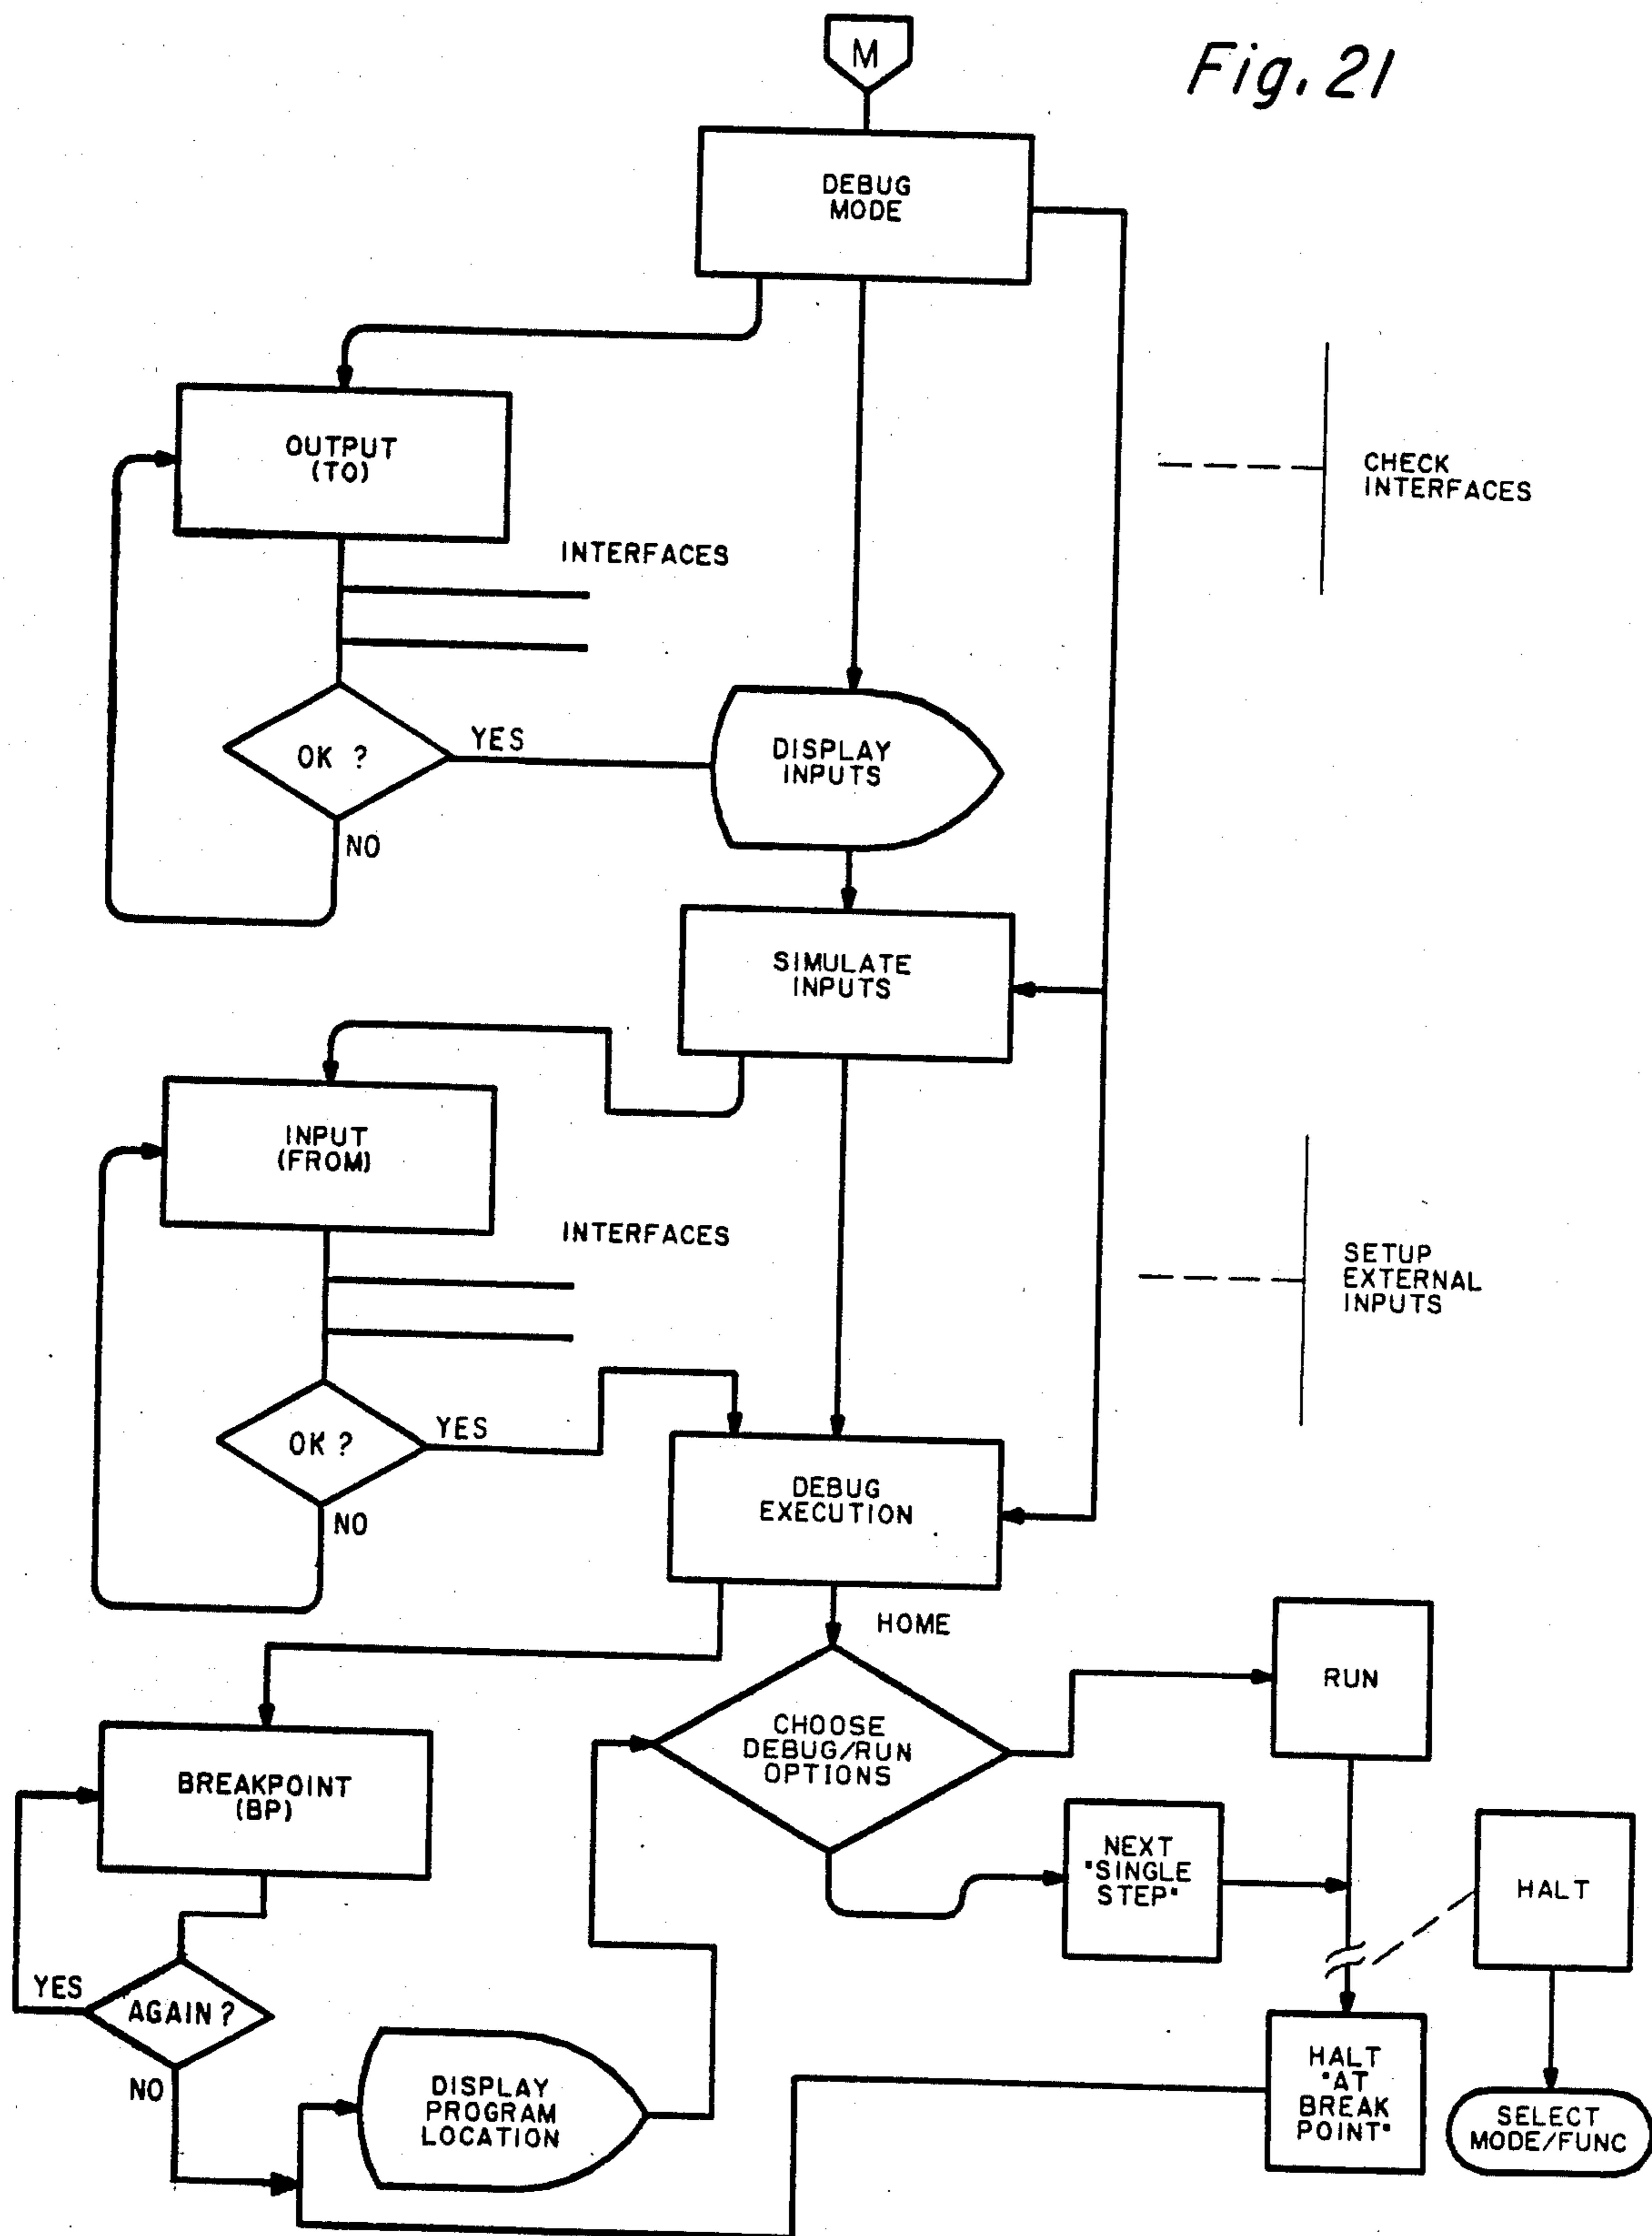 M
Fig. 21
DEBUG
MODE
OUTPUT
(TO)
CHECK
INTERFACES
INTERFACES
OK ?
YES
NO
DISPLAY
INPUTS
SIMULATE
INPUTS
INPUT
(FROM)
INTERFACES
SETUP
EXTERNAL
INPUTS
OK ?
YES
NO
DEBUG
EXECUTION
HOME
RUN
CHOOSE
DEBUG/RUN
OPTIONS
BREAKPOINT
(BP)
NEXT
"SINGLE
STEP"
HALT
YES
AGAIN ?
NO
DISPLAY
PROGRAM
LOCATION
HALT
"AT
BREAK
POINT"
SELECT
MODE/FUNC